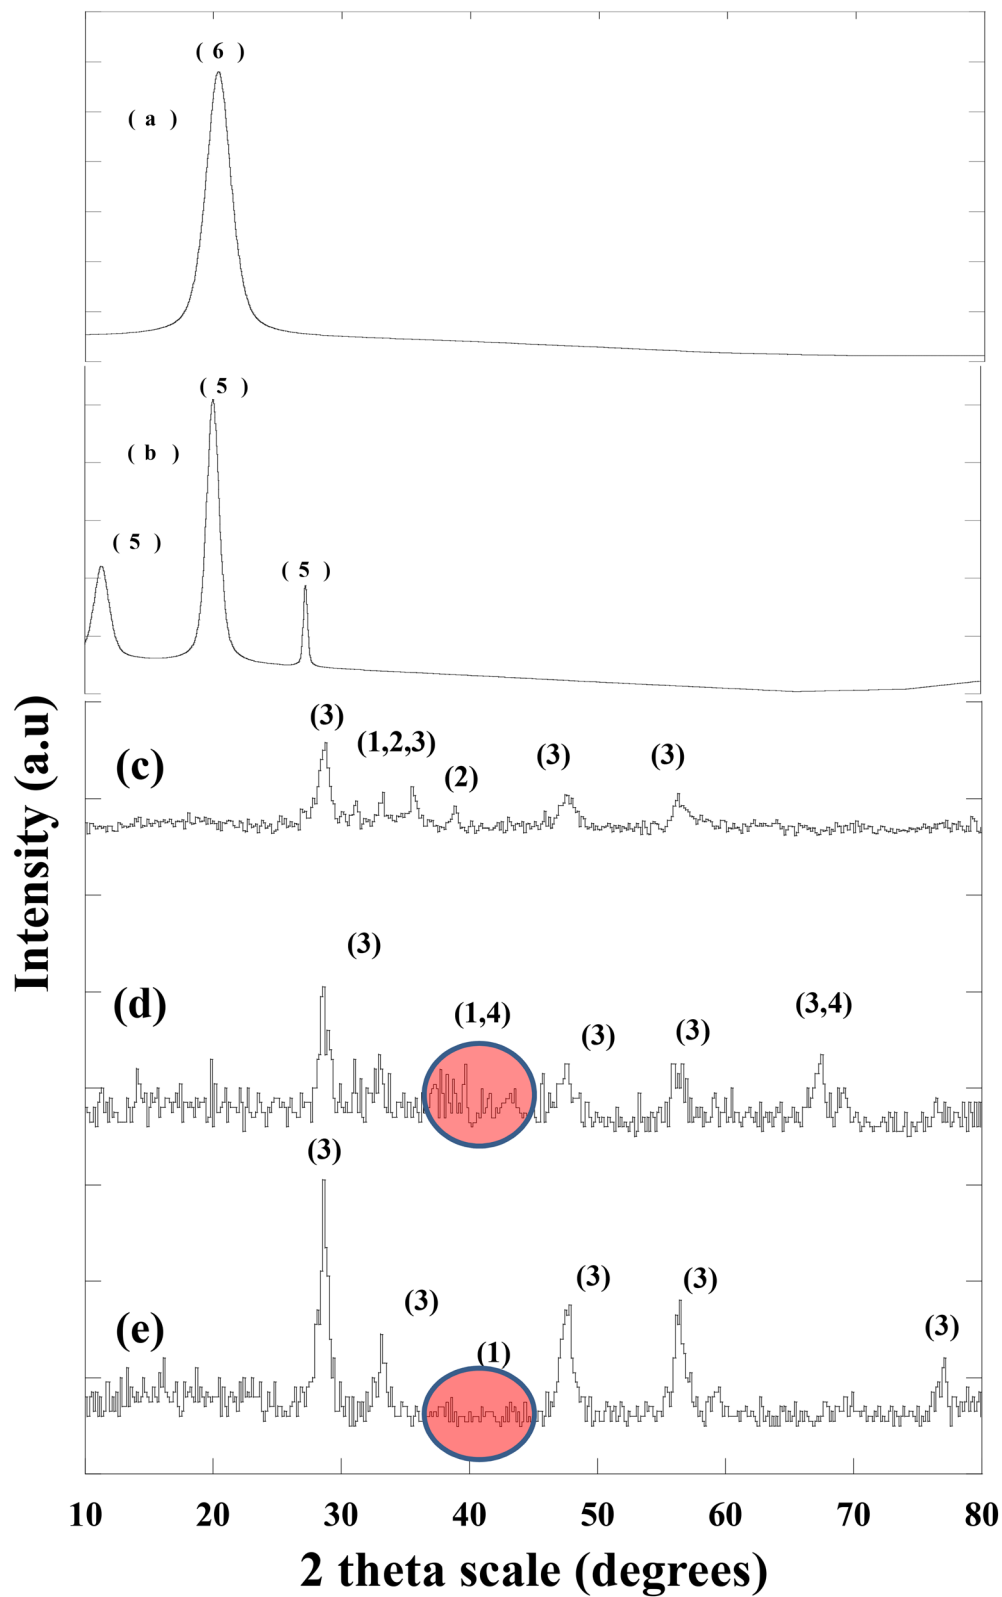 ( 6 )
( a )
( 5 )
( b )
( 5 )
( 5 )
(3)
(1,2,3)
(c)
(3)
(3)
(2)
(3)
(d)
(1,4)
(3)
(3)
(3,4)
(3)
(3)
(3)
(3)
(e)
(1)
(3)
Intensity (a.u)
10 20 30 40 50 60 70 80
2 theta scale (degrees)